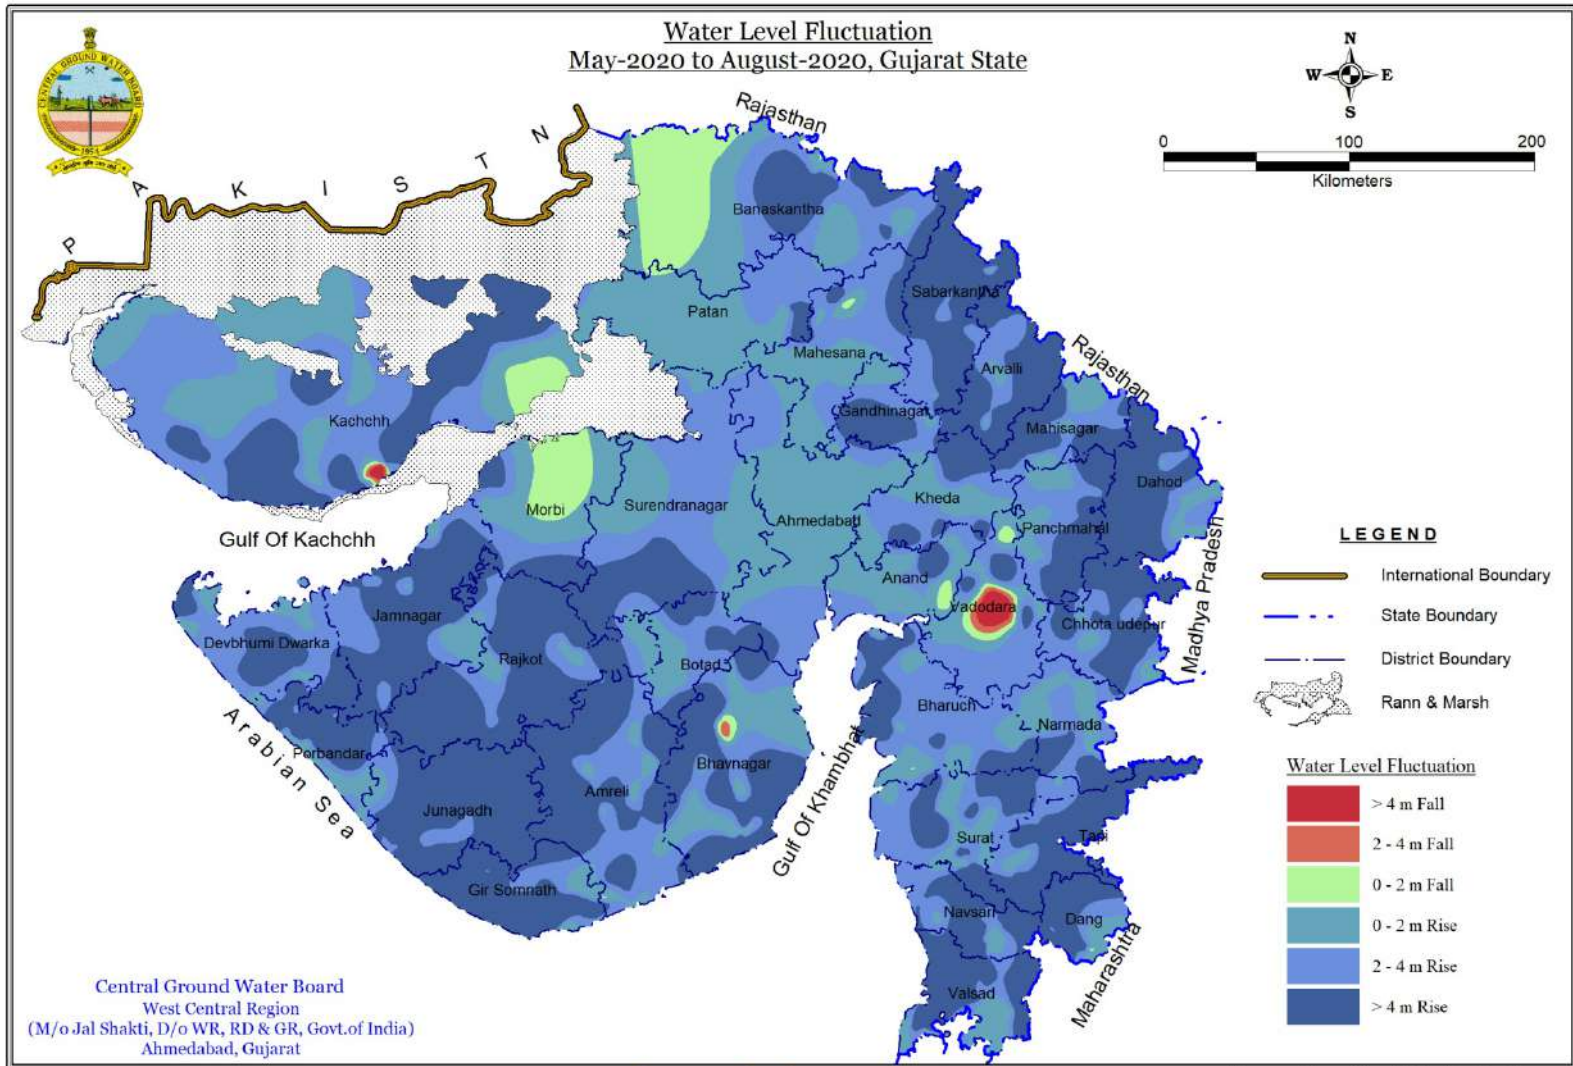 Water Level Fluctuation
May-2020 to August-2020, Gujarat State
CENTRAL GROUND WATER BOARD
1954
N
W E
S
0 100 200
Kilometers
Rajasthan
P A K I S T N
Banaskantha
Patan
Sabarkantha
Mahesana
Arvalli
Rajasthan
Gandhinagar
Kachchh
Mahisagar
Dahod
Kheda
Morbi
Surendranagar
Ahmedabad
Panchmahal
Gulf Of Kachchh
Anand
Vadodara
Jamnagar
Chhota udepur
Madhya Pradesh
Devbhumi Dwarka
Rajkot
Botad
Bharuch
Narmada
Arabian Sea
Porbandar
Bhavnagar
Amreli
Junagadh
Gulf Of Khambhat
Surat
Tapi
Gir Somnath
Navsari
Dang
Maharashtra
Valsad
LEGEND
International Boundary
State Boundary
District Boundary
Rann & Marsh
Water Level Fluctuation
> 4 m Fall
2 - 4 m Fall
0 - 2 m Fall
0 - 2 m Rise
2 - 4 m Rise
> 4 m Rise
Central Ground Water Board
West Central Region
(M/o Jal Shakti, D/o WR, RD & GR, Govt.of India)
Ahmedabad, Gujarat